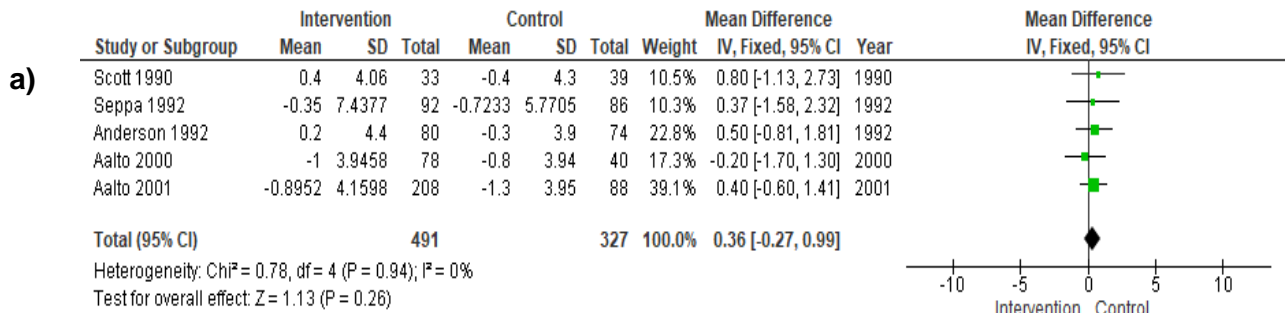 Intervention Control Mean Difference Mean Difference
Study or Subgroup Mean SD Total Mean SD Total Weight IV, Fixed, 95% CI Year IV, Fixed, 95% CI
a)
Scott 1990 0.4 4.06 33 -0.4 4.3 39 10.5% 0.80 [-1.13, 2.73] 1990
Seppa 1992 -0.35 7.4377 92 -0.7233 5.7705 86 10.3% 0.37 [-1.58, 2.32] 1992
Anderson 1992 0.2 4.4 80 -0.3 3.9 74 22.8% 0.50 [-0.81, 1.81] 1992
Aalto 2000 -1 3.9458 78 -0.8 3.94 40 17.3% -0.20 [-1.70, 1.30] 2000
Aalto 2001 -0.8952 4.1598 208 -1.3 3.95 88 39.1% 0.40 [-0.60, 1.41] 2001
Total (95% CI) 491 327 100.0% 0.36 [-0.27, 0.99]
Heterogeneity: Chi² = 0.78, df = 4 (P = 0.94); I² = 0%
Test for overall effect: Z = 1.13 (P = 0.26)
-10 -5 0 5 10
Intervention Control